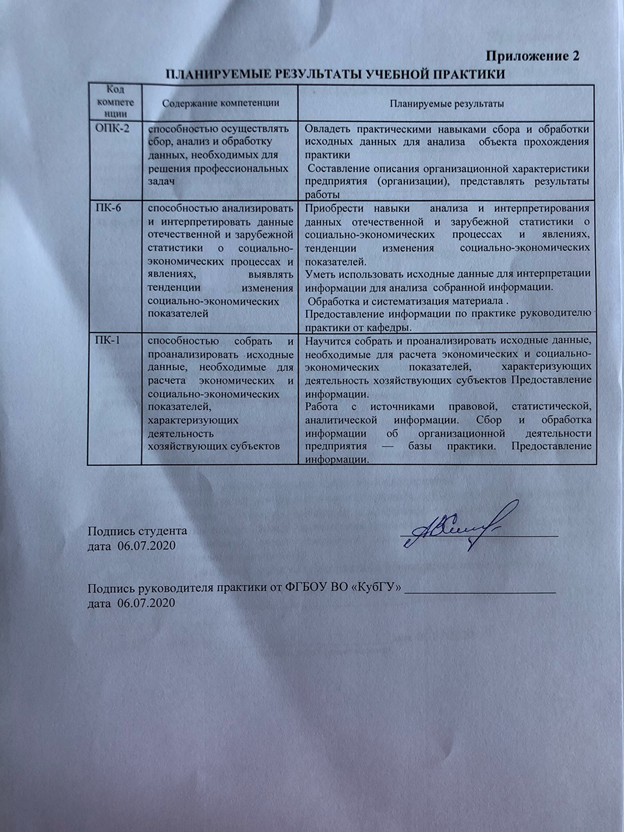 Приложение 2
ПЛАНИРУЕМЫЕ РЕЗУЛЬТАТЫ УЧЕБНОЙ ПРАКТИКИ
Код
компете
нции
Содержание компетенции
Планируемые результаты
ОПК-2
способностью осуществлять
сбор, анализ и обработку
данных, необходимых для
решения профессиональных
задач
Овладеть практическими навыками сбора и обработки
исходных данных для анализа объекта прохождения
практики
Составление описания организационной характеристики
предприятия (организации), представлять результаты
работы
ПК-6
способностью анализировать
и интерпретировать данные
отечественной и зарубежной
статистики о социально-
экономических процессах и
явлениях, выявлять
тенденции изменения
социально-экономических
показателей
Приобрести навыки анализа и интерпретирования
данных отечественной и зарубежной статистики о
социально-экономических процессах и явлениях,
тенденции изменения социально-экономических
показателей.
Уметь использовать исходные данные для интерпретации
информации для анализа собранной информации.
Обработка и систематизация материала .
Предоставление информации по практике руководителю
практики от кафедры.
ПК-1
способностью собрать и
проанализировать исходные
данные, необходимые для
расчета экономических и
социально-экономических
показателей,
характеризующих
деятельность
хозяйствующих субъектов
Научится собрать и проанализировать исходные данные,
необходимые для расчета экономических и социально-
экономических показателей, характеризующих
деятельность хозяйствующих субъектов Предоставление
информации.
Работа с источниками правовой, статистической,
аналитической информации. Сбор и обработка
информации об организационной деятельности
предприятия — базы практики. Предоставление
информации.
Подпись студента
дата 06.07.2020
Подпись руководителя практики от ФГБОУ ВО «КубГУ»
дата 06.07.2020